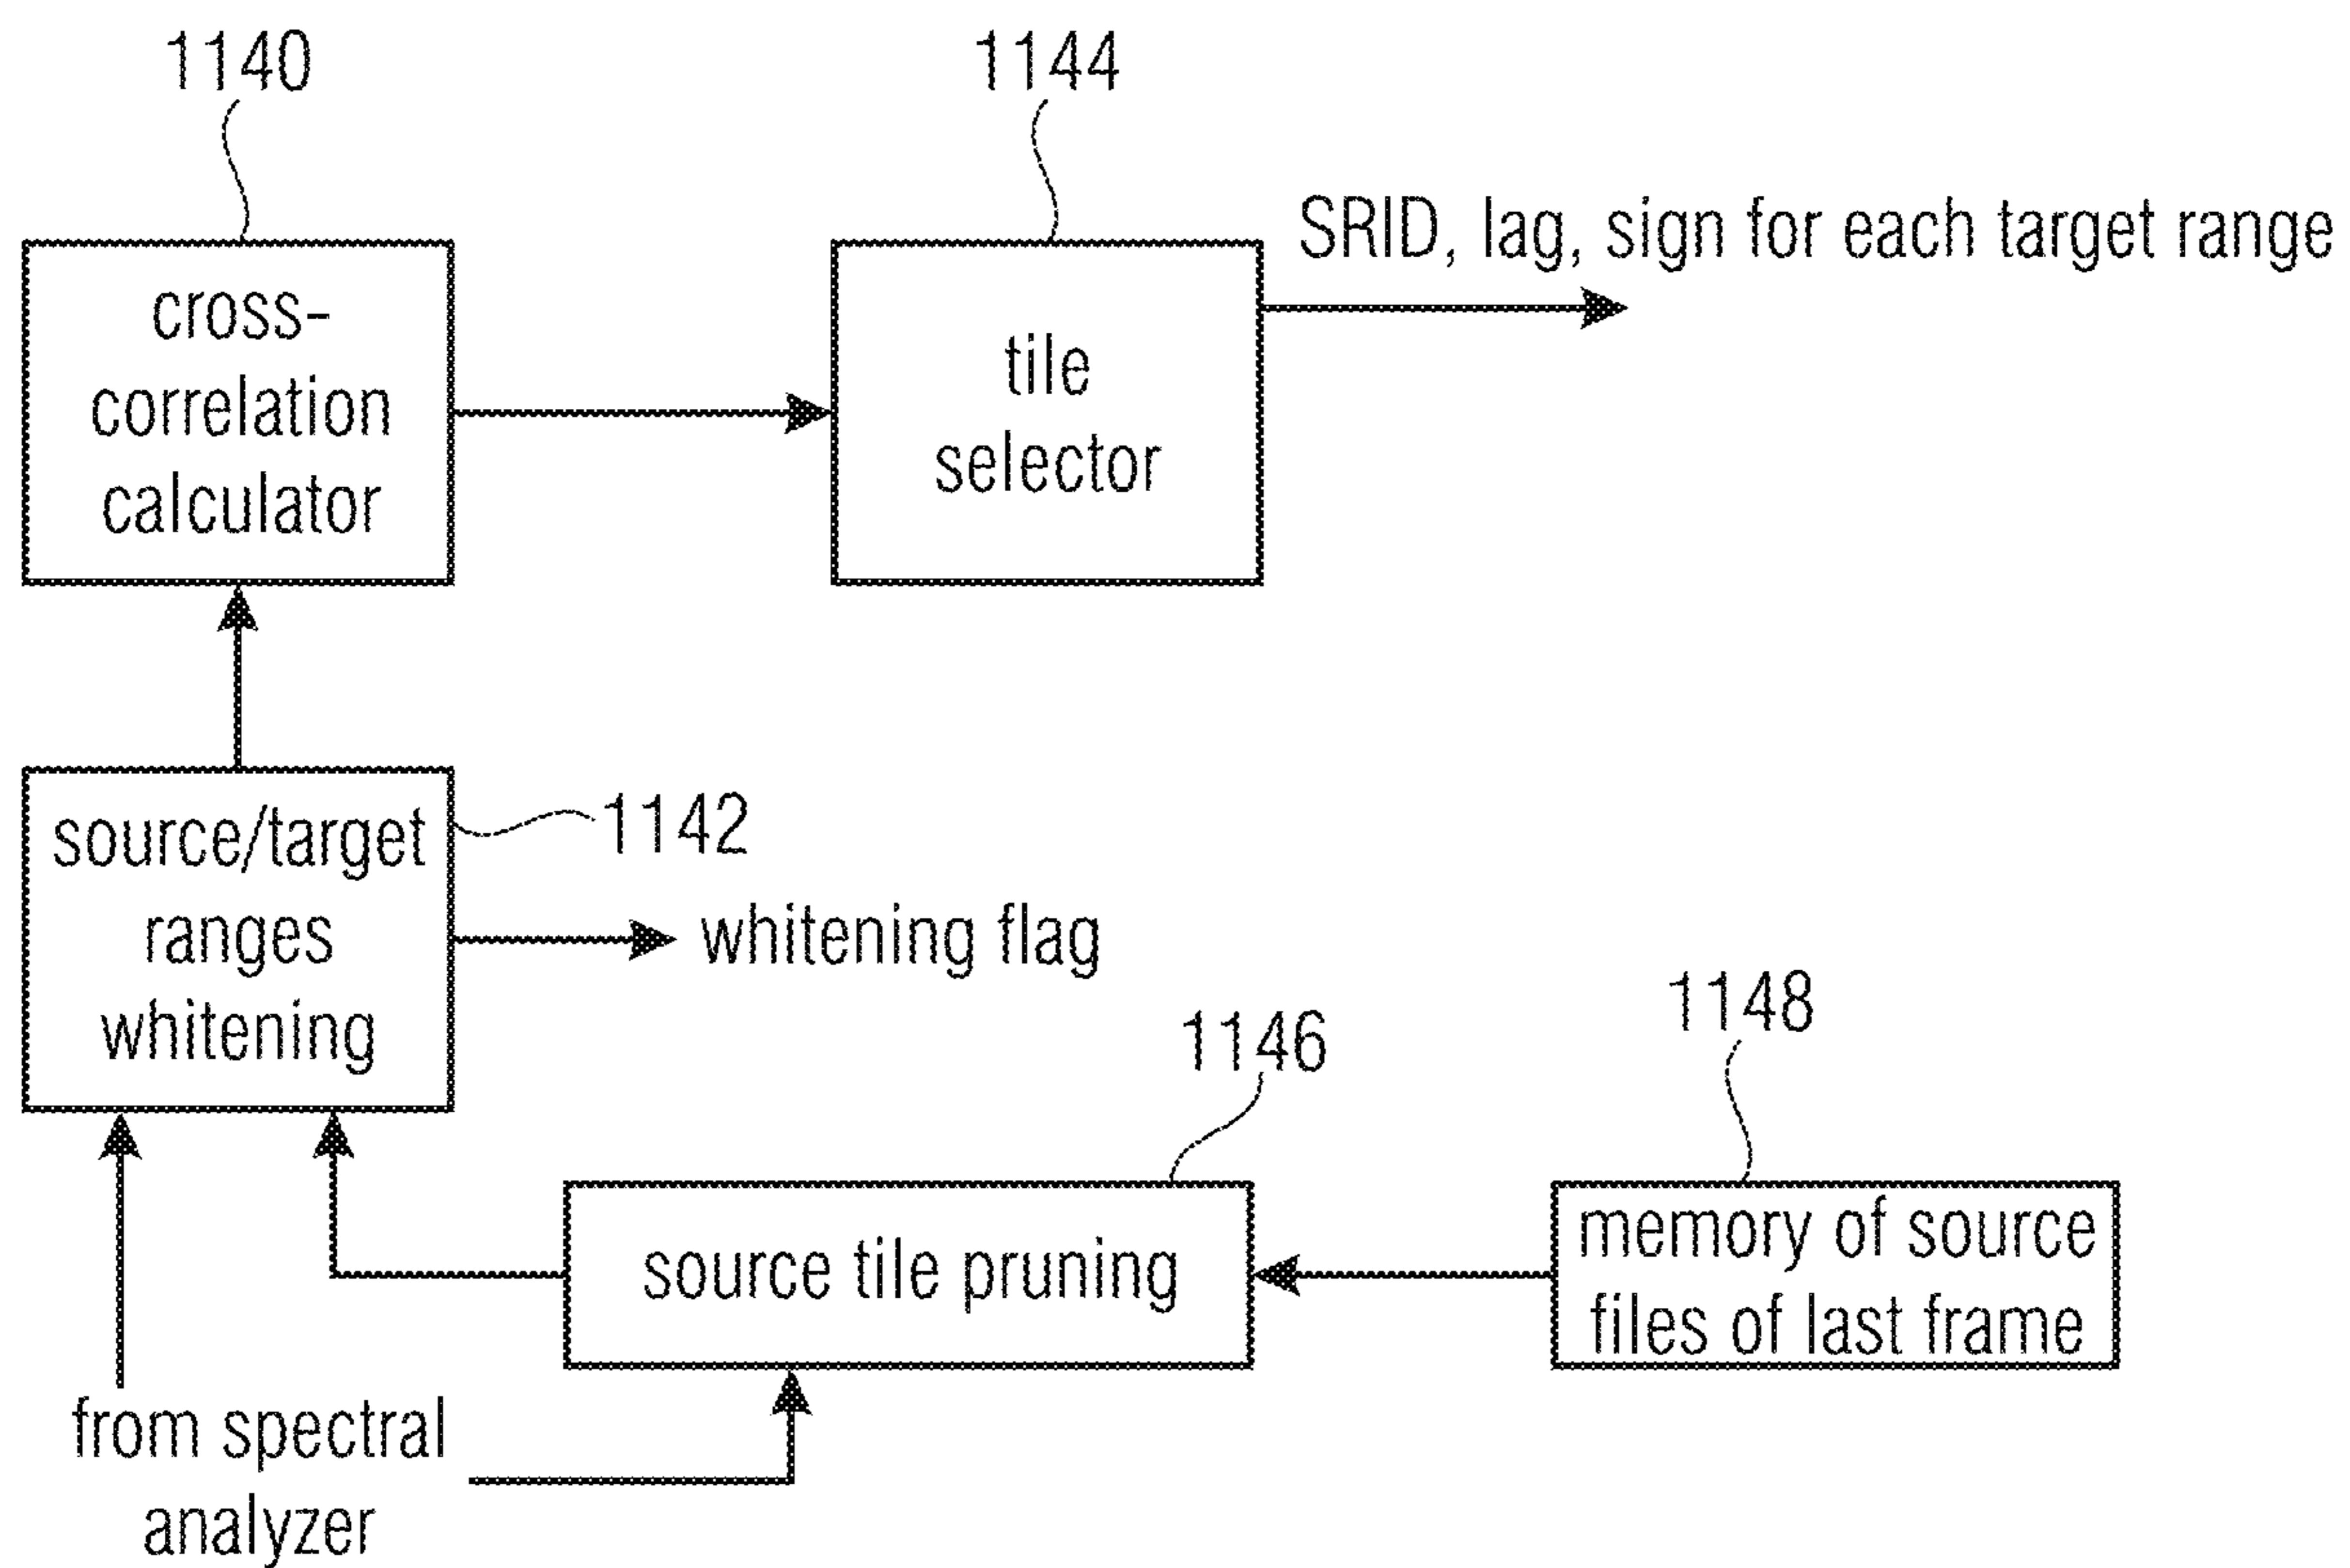 1140
1144
SRID, lag, sign for each target range
cross-
correlation
calculator
tile
selector
source/target
ranges
whitening
1142
whitening flag
1146
1148
source tile pruning
memory of source
files of last frame
from spectral
analyzer